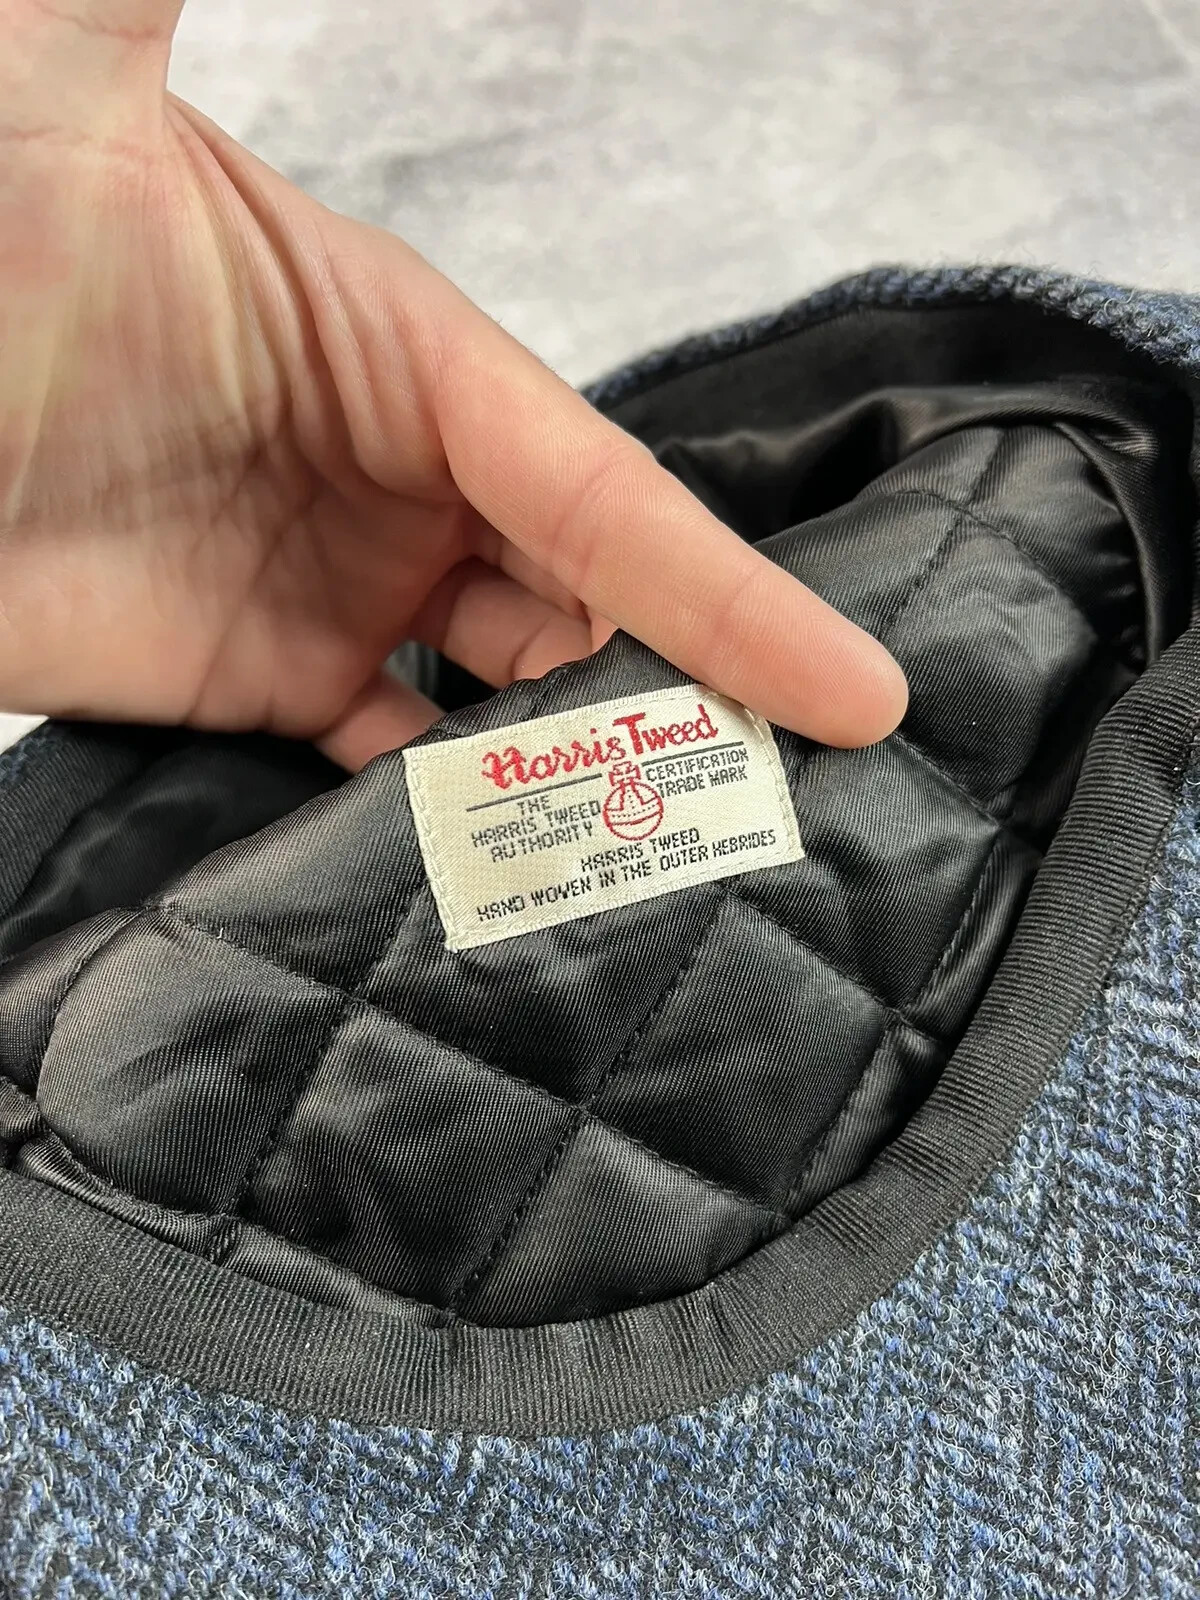 Harris Tweed
THE
HARRIS TWEED
AUTHORITY
CERTIFICATION
TRADE MARK
HARRIS TWEED
HAND WOVEN IN THE OUTER HEBRIDES